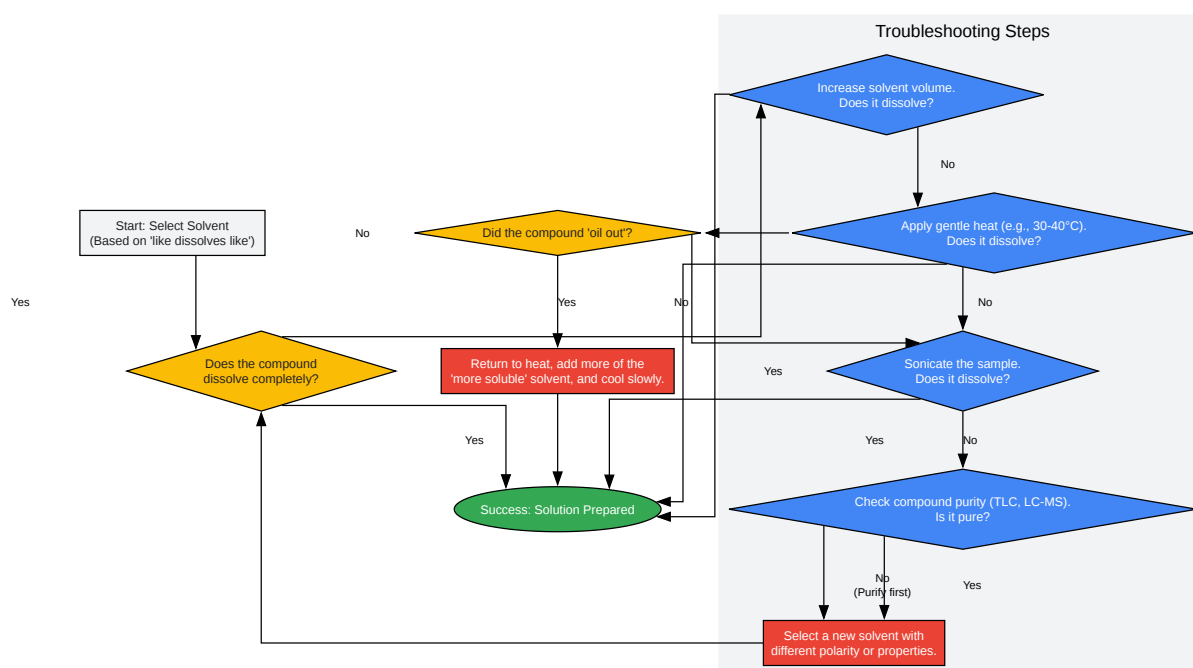 Troubleshooting Steps
Increase solvent volume.
Does it dissolve?
No
Start: Select Solvent
(Based on 'like dissolves like')
No
Did the compound 'oil out'?
Apply gentle heat (e.g., 30-40°C).
Does it dissolve?
Yes
Yes
No
No
Does the compound
dissolve completely?
Return to heat, add more of the
'more soluble' solvent, and cool slowly.
Yes
Sonicate the sample.
Does it dissolve?
Yes
Yes
No
Success: Solution Prepared
Check compound purity (TLC, LC-MS).
Is it pure?
No
(Purify first)
Yes
Select a new solvent with
different polarity or properties.